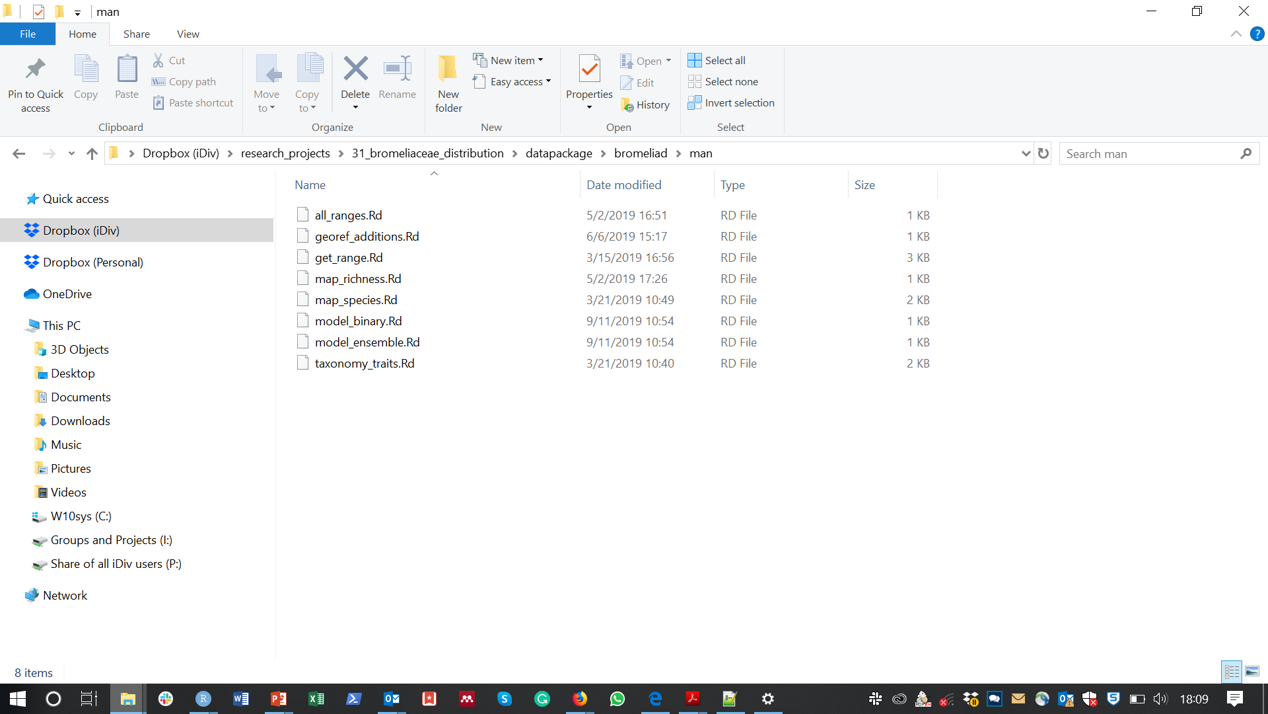 man
File Home Share View
Pin to Quick access
Copy
Paste
Cut
Copy path
Paste shortcut
Clipboard
Move to
Copy to
Delete
Rename
Organize
New folder
New item
Easy access
New
Properties
Open
Edit
History
Open
Select all
Select none
Invert selection
Select
Dropbox (iDiv) > research_projects > 31_bromeliaceae_distribution > datapackage > bromeliad > man
Search man
Quick access
Dropbox (iDiv)
Dropbox (Personal)
OneDrive
This PC
3D Objects
Desktop
Documents
Downloads
Music
Pictures
Videos
W10sys (C:)
Groups and Projects (I:)
Share of all iDiv users (P:)
Network
Name Date modified Type Size
all_ranges.Rd 5/2/2019 16:51 RD File 1 KB
georef_additions.Rd 6/6/2019 15:17 RD File 1 KB
get_range.Rd 3/15/2019 16:56 RD File 3 KB
map_richness.Rd 5/2/2019 17:26 RD File 1 KB
map_species.Rd 3/21/2019 10:49 RD File 2 KB
model_binary.Rd 9/11/2019 10:54 RD File 1 KB
model_ensemble.Rd 9/11/2019 10:54 RD File 1 KB
taxonomy_traits.Rd 3/21/2019 10:40 RD File 2 KB
8 items
18:09